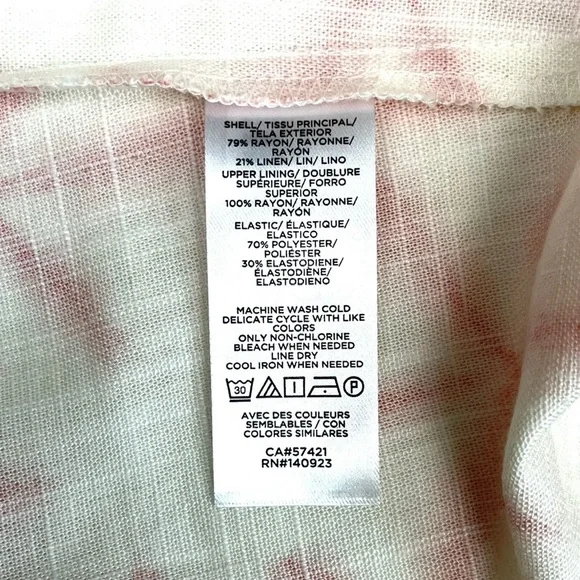 SHELL/ TISSU PRINCIPAL/
TELA EXTERIOR
79% RAYON/ RAYONNE/
RAYÓN
21% LINEN/ LIN/ LINO
UPPER LINING/ DOUBLURE
SUPÉRIEURE/ FORRO
SUPERIOR
100% RAYON/ RAYONNE/
RAYÓN
ELASTIC/ ÉLASTIQUE/
ELASTICO
70% POLYESTER/
POLIÉSTER
30% ELASTODIENE/
ÉLASTODIÈNE/
ELASTODIENO
MACHINE WASH COLD
DELICATE CYCLE WITH LIKE
COLORS
ONLY NON-CHLORINE
BLEACH WHEN NEEDED
LINE DRY
COOL IRON WHEN NEEDED
30 P
AVEC DES COULEURS
SEMBLABLES / CON
COLORES SIMILARES
CA#57421
RN#140923